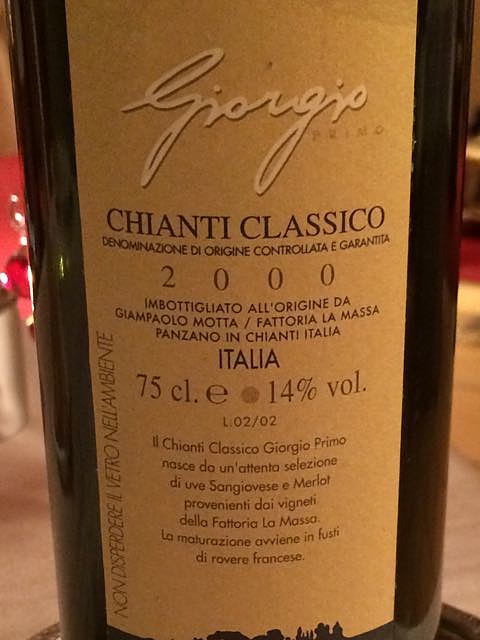 Giorgio
PRIMO
CHIANTI CLASSICO
DENOMINAZIONE DI ORIGINE CONTROLLATA E GARANTITA
2000
IMBOTTIGLIATO ALL'ORIGINE DA
GIAMPAOLO MOTTA / FATTORIA LA MASSA
PANZANO IN CHIANTI ITALIA
ITALIA
75 cl. e 14% vol.
L.02/02
Il Chianti Classico Giorgio Primo
nasce da un'attenta selezione
di uve Sangiovese e Merlot
provenienti dai vigneti
della Fattoria La Massa.
La maturazione avviene in fusti
di rovere francese.
NON DISPERDERE IL VETRO NELL'AMBIENTE